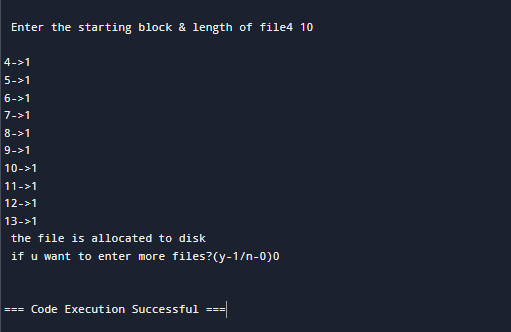 Enter the starting block & length of file4 10
4->1
5->1
6->1
7->1
8->1
9->1
10->1
11->1
12->1
13->1
the file is allocated to disk
if u want to enter more files?(y-1/n-0)0
=== Code Execution Successful ===